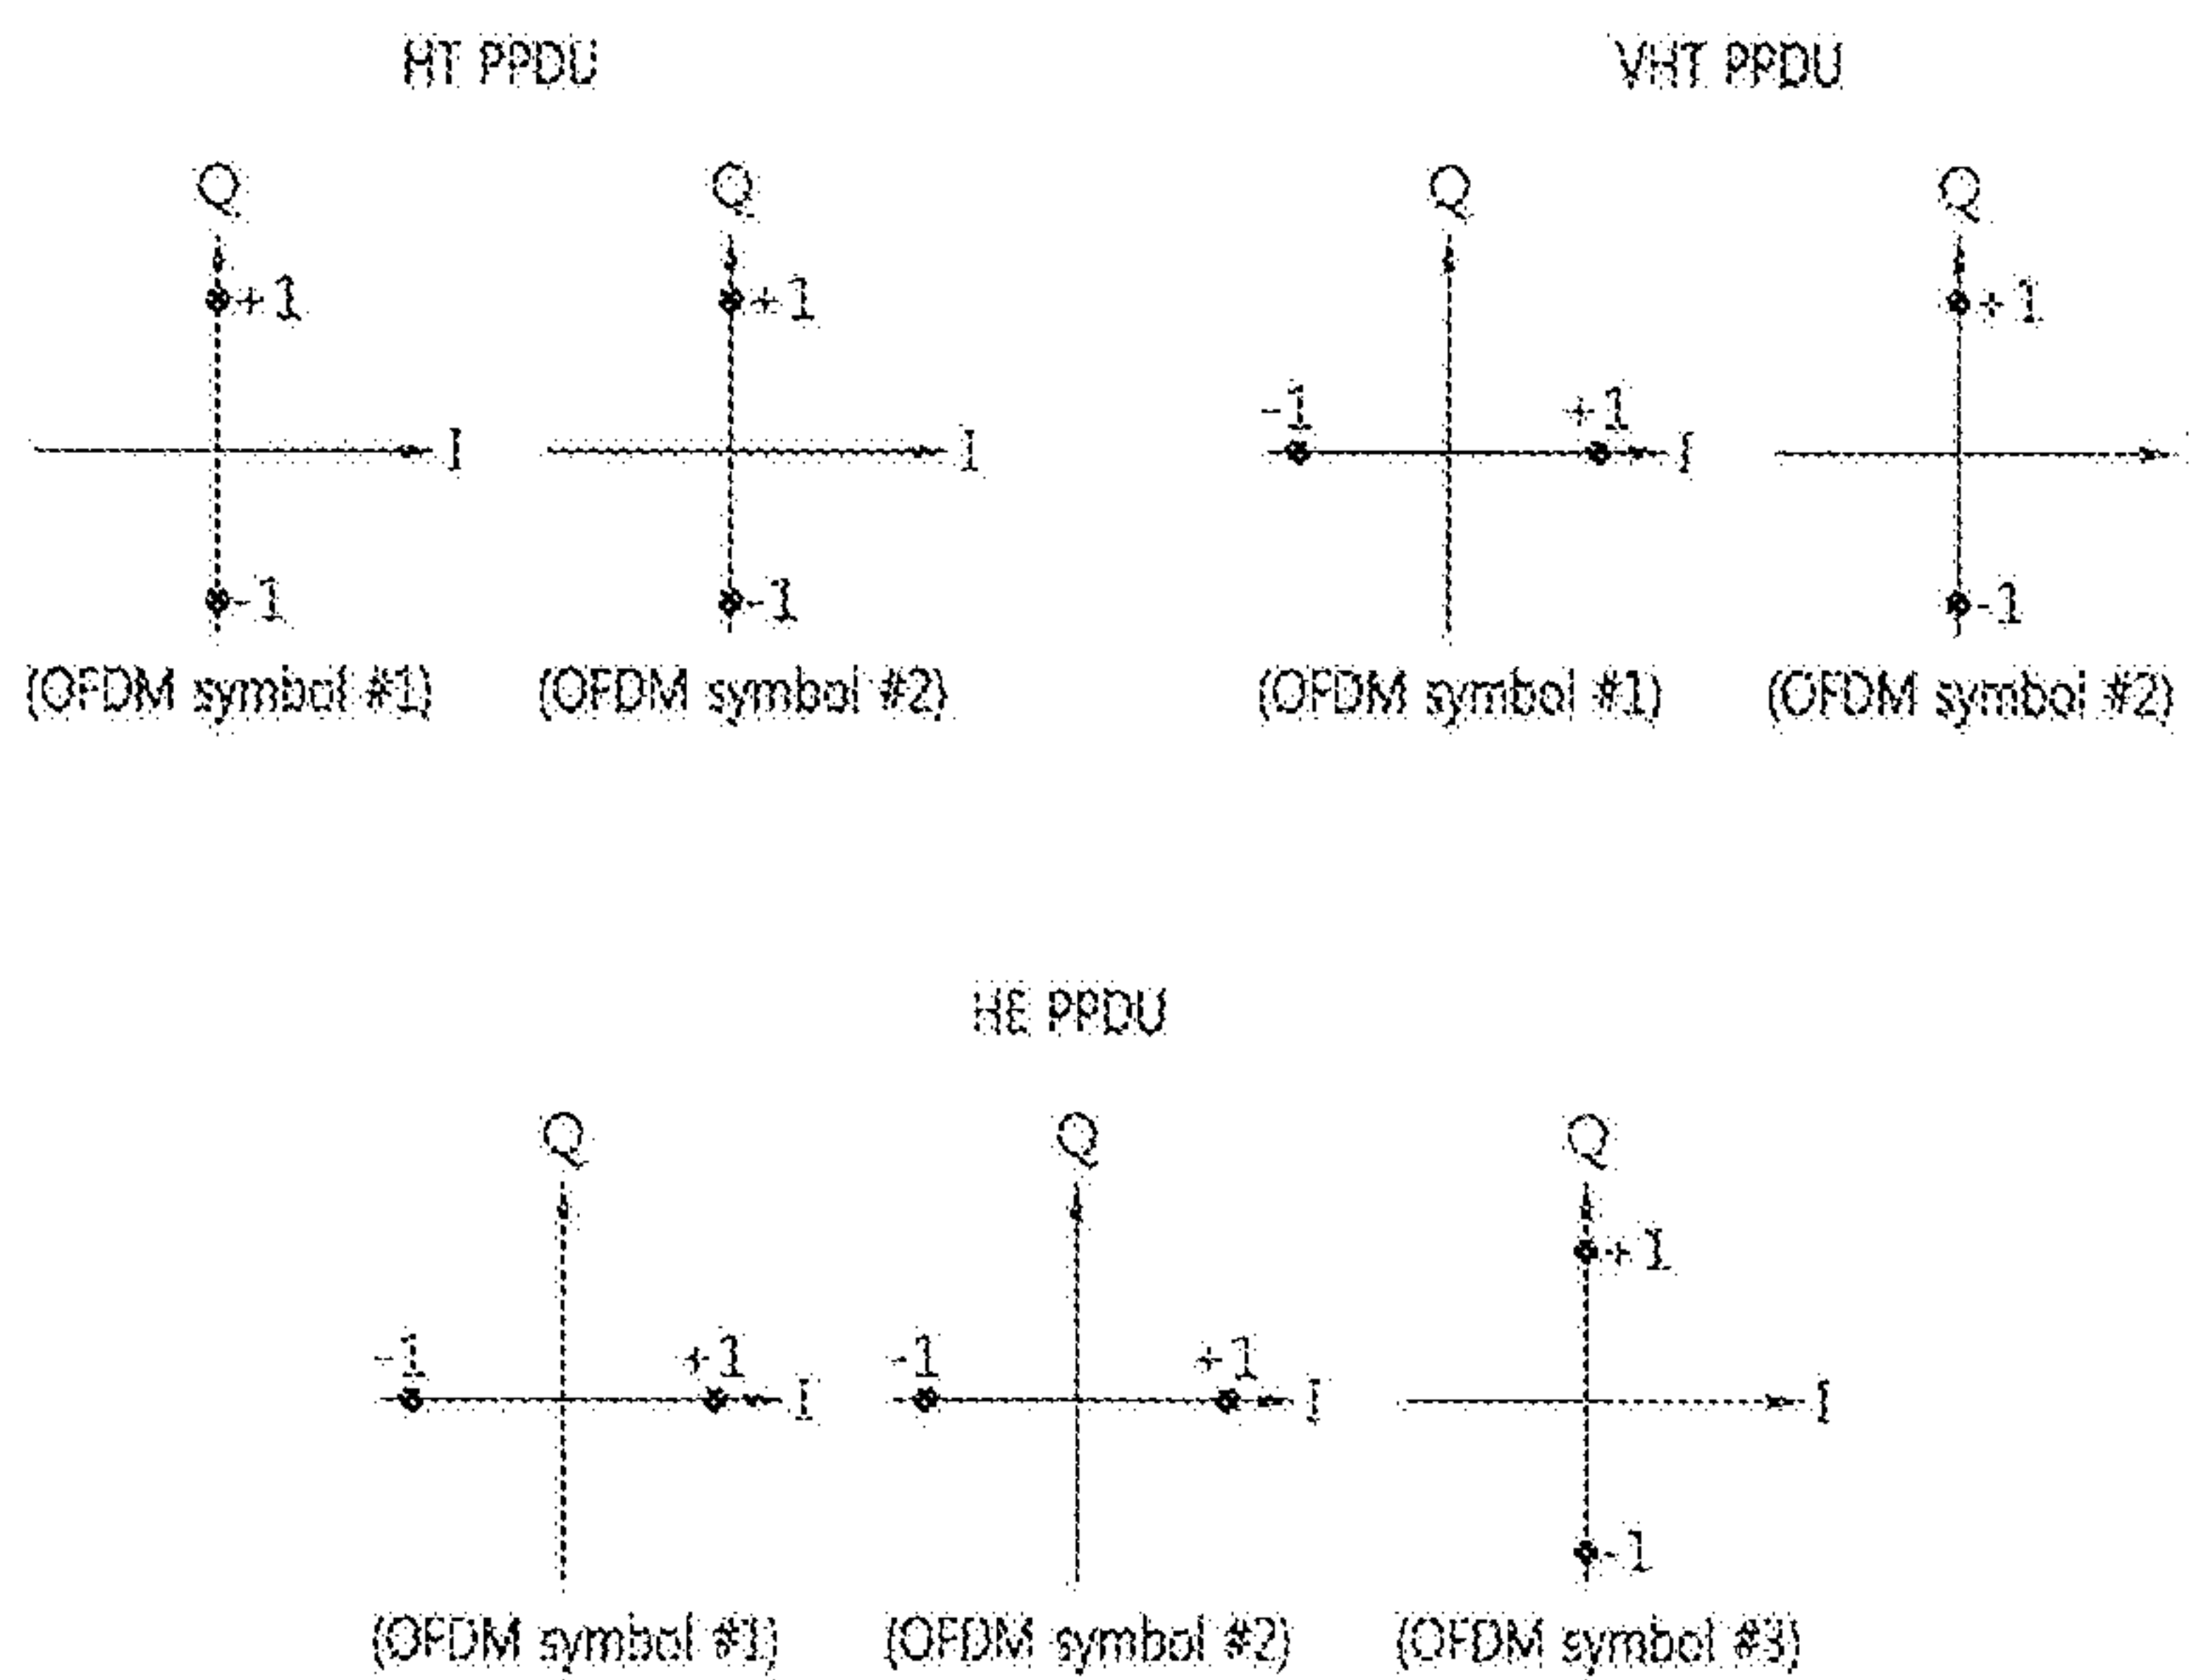 HT PPDU
VHT PPDU
Q
Q
Q
Q
+1
+1
+1
-1
+1
I
I
I
-1
-1
-1
(OFDM symbol #1)
(OFDM symbol #2)
(OFDM symbol #1)
(OFDM symbol #2)
HE PPDU
Q
Q
Q
+1
-1
+1
-1
+1
I
I
I
-1
(OFDM symbol #1)
(OFDM symbol #2)
(OFDM symbol #3)